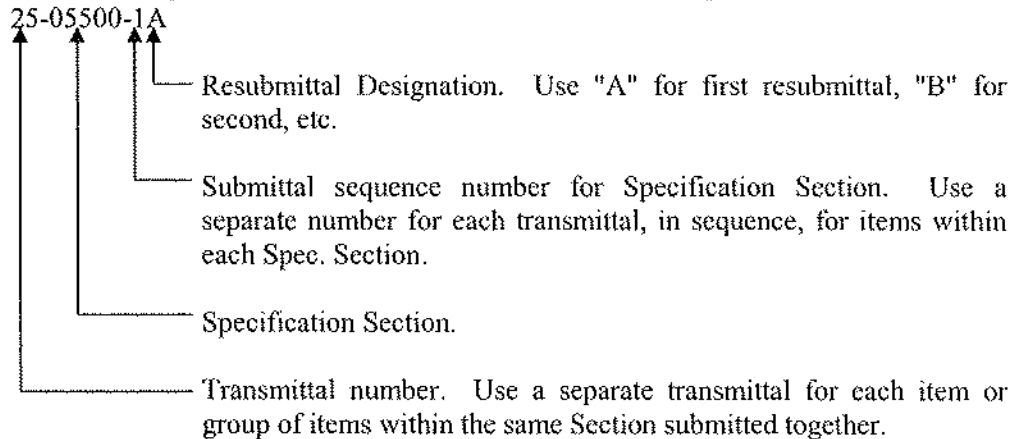 25-05500-1A
Resubmittal Designation. Use "A" for first resubmittal, "B" for
second, etc.
Submittal sequence number for Specification Section. Use a
separate number for each transmittal, in sequence, for items within
each Spec. Section.
Specification Section.
Transmittal number. Use a separate transmittal for each item or
group of items within the same Section submitted together.